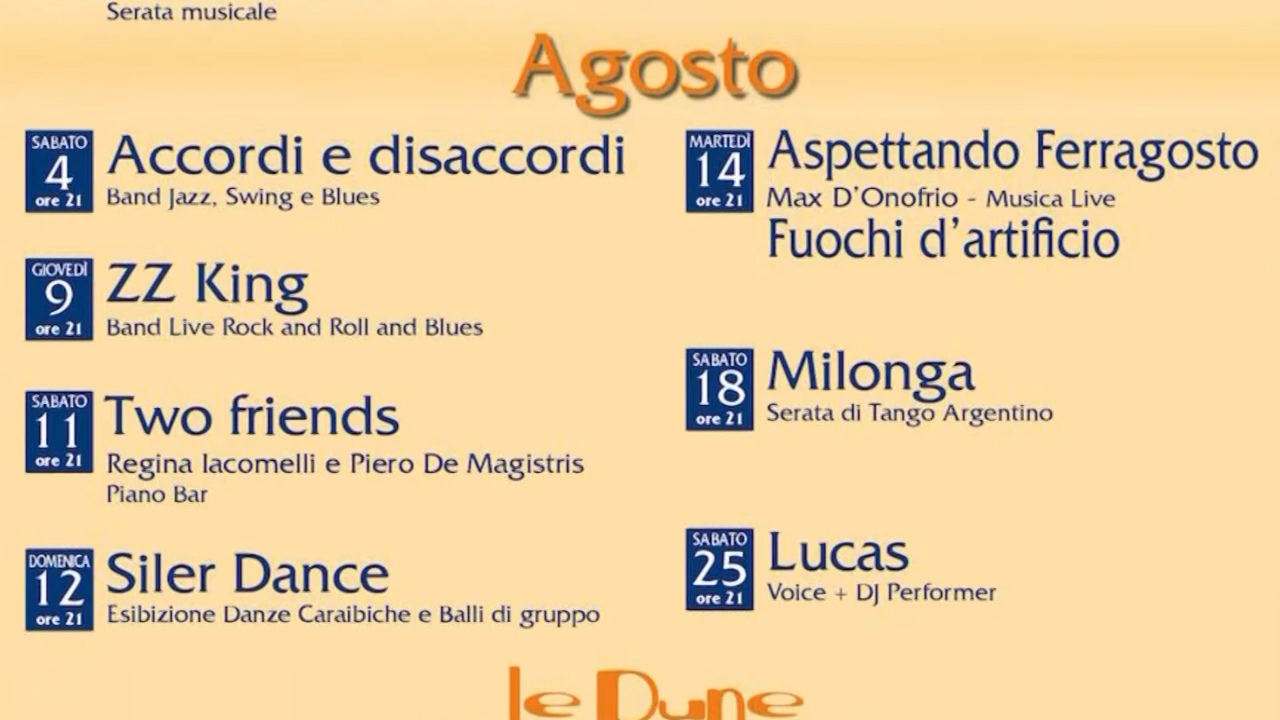 Serata musicale
Agosto
SABATO
4
ore 21
Accordi e disaccordi
Band Jazz, Swing e Blues
GIOVEDÌ
9
ore 21
ZZ King
Band Live Rock and Roll and Blues
SABATO
11
ore 21
Two friends
Regina Iacomelli e Piero De Magistris
Piano Bar
DOMENICA
12
ore 21
Siler Dance
Esibizione Danze Caraibiche e Balli di gruppo
MARTEDÌ
14
ore 21
Aspettando Ferragosto
Max D'Onofrio - Musica Live
Fuochi d'artificio
SABATO
18
ore 21
Milonga
Serata di Tango Argentino
SABATO
25
ore 21
Lucas
Voice + DJ Performer
le Dune